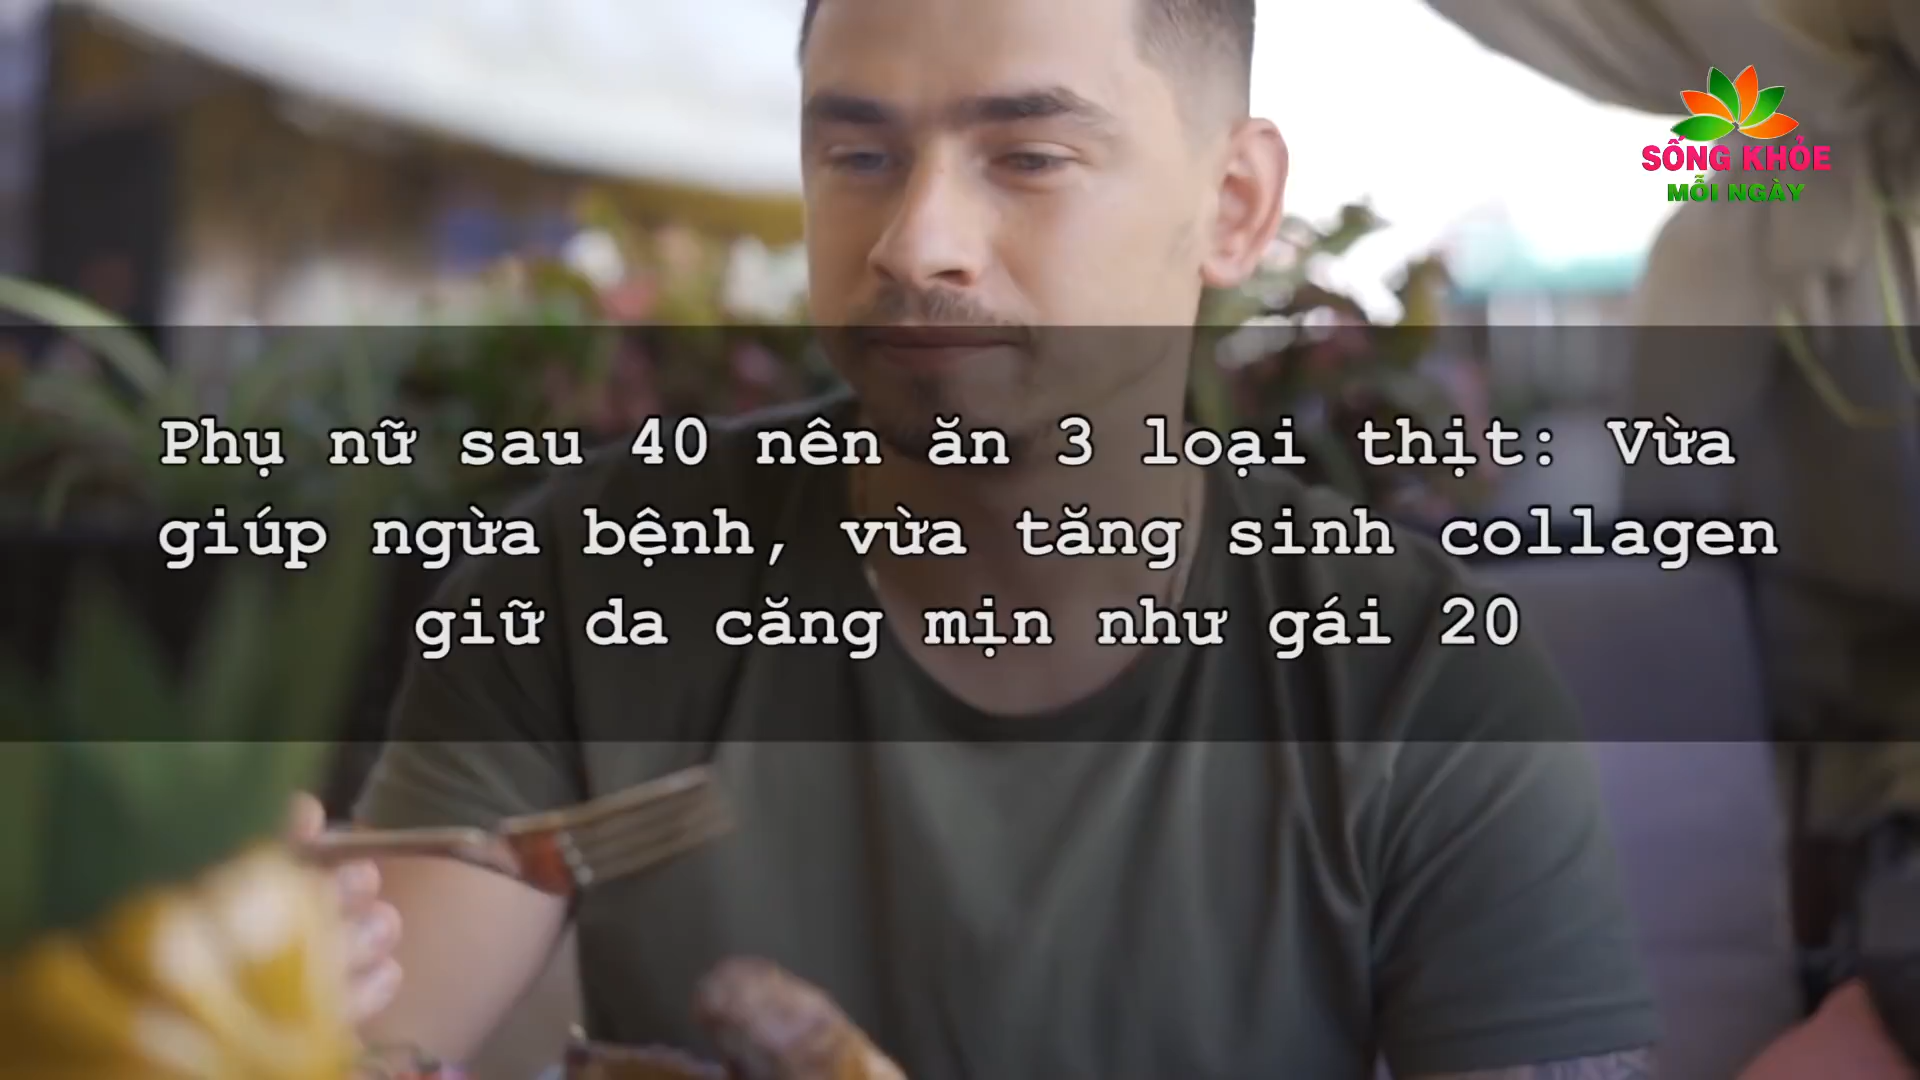 SỐNG KHỎE
MỖI NGÀY
Phụ nữ sau 40 nên ăn 3 loại thịt: Vừa
giúp ngừa bệnh, vừa tăng sinh collagen
giữ da căng mịn như gái 20